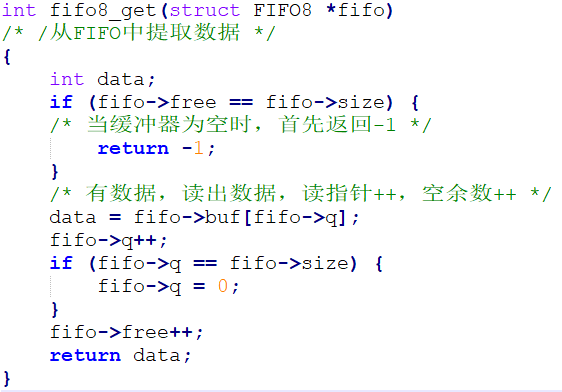 int fifo8_get(struct FIFO8 *fifo)
/* /从FIFO中提取数据 */
{
    int data;
    if (fifo->free == fifo->size) {
    /* 当缓冲器为空时，首先返回-1 */
        return -1;
    }
    /* 有数据，读出数据，读指针++，空余数++ */
    data = fifo->buf[fifo->q];
    fifo->q++;
    if (fifo->q == fifo->size) {
        fifo->q = 0;
    }
    fifo->free++;
    return data;
}